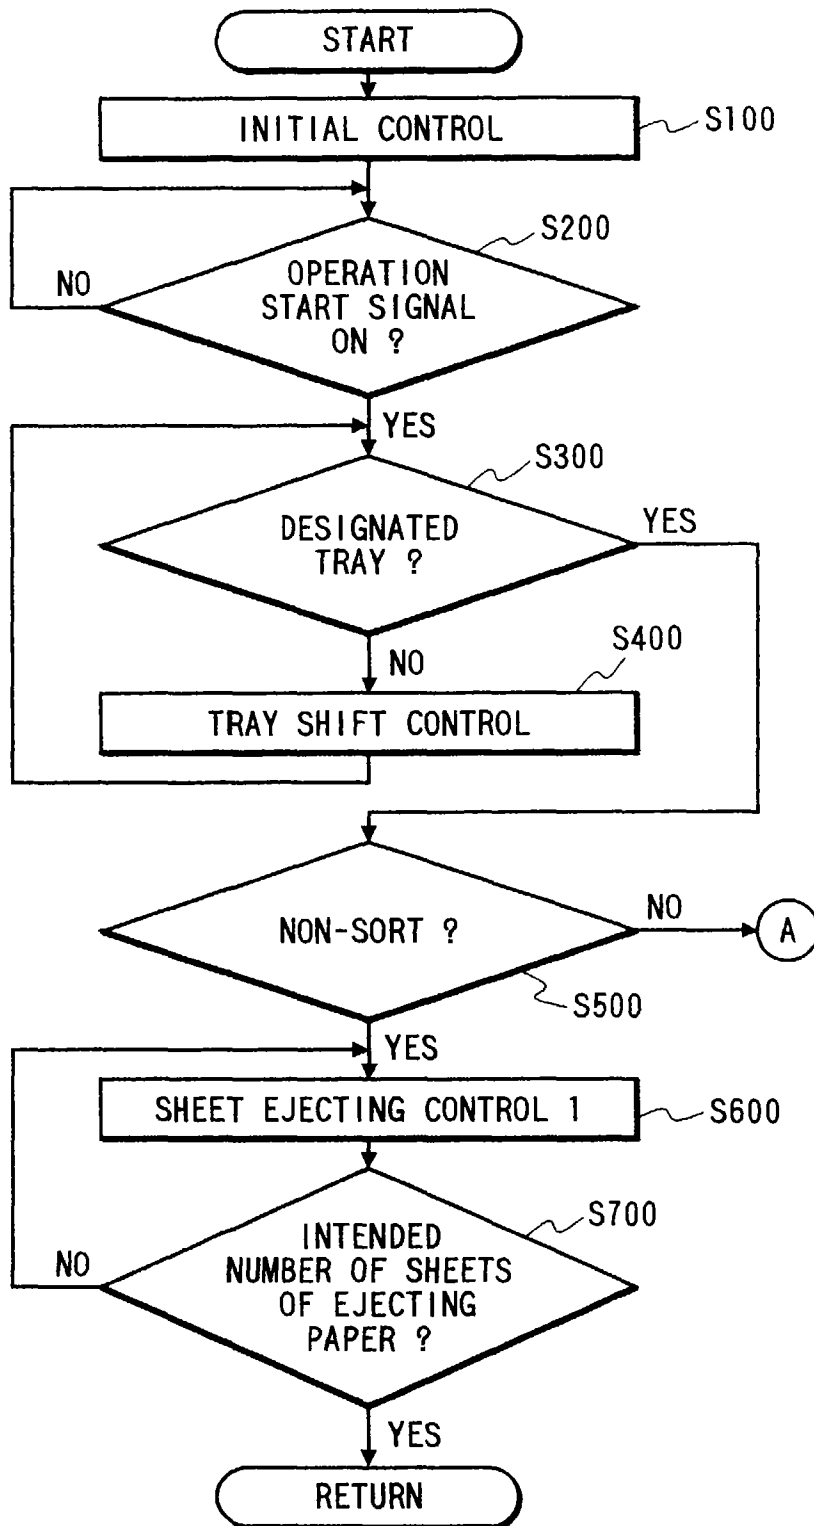 START
INITIAL CONTROL
S100
S200
OPERATION
START SIGNAL
ON ?
NO
YES
S300
DESIGNATED
TRAY ?
YES
NO
S400
TRAY SHIFT CONTROL
NON-SORT ?
NO
A
S500
YES
SHEET EJECTING CONTROL 1
S600
S700
INTENDED
NUMBER OF SHEETS
OF EJECTING
PAPER ?
NO
YES
RETURN